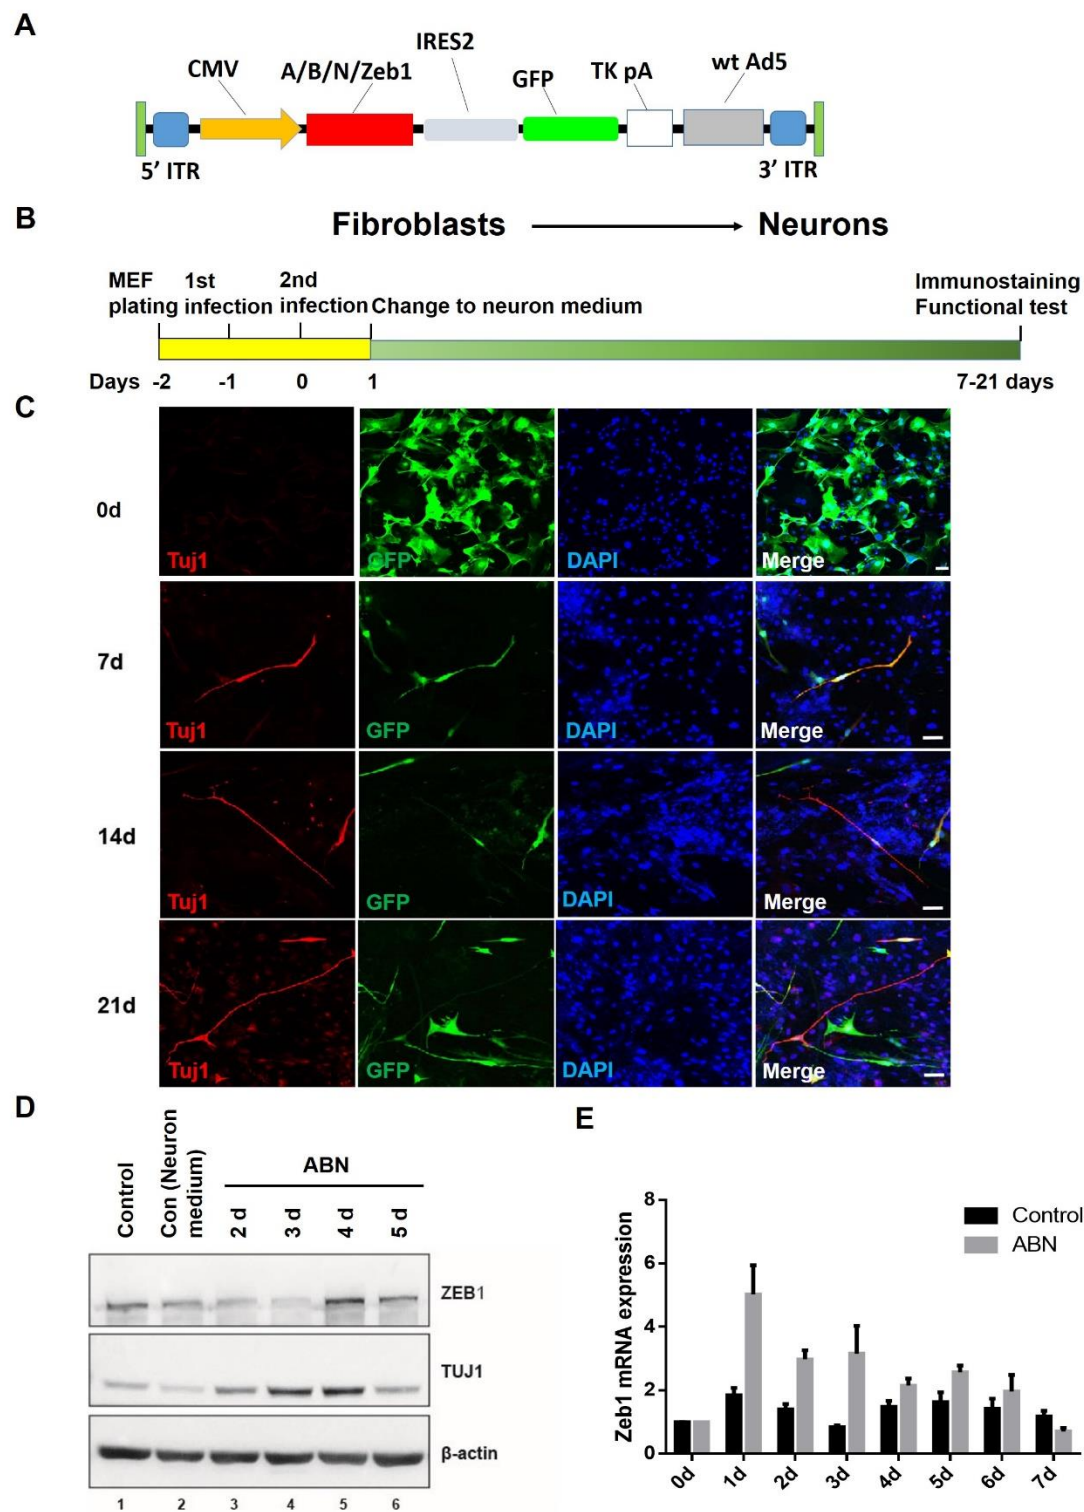 A
CMV
A/B/N/Zeb1
IRES2
GFP
TK pA
wt Ad5
5' ITR
3' ITR
B
Fibroblasts
Neurons
MEF
plating
1st
infection
2nd
infection
Change to neuron medium
Immunostaining
Functional test
Days -2 -1 0 1 7-21 days
C
0d
Tuj1 GFP DAPI Merge
7d
Tuj1 GFP DAPI Merge
14d
Tuj1 GFP DAPI Merge
21d
Tuj1 GFP DAPI Merge
D
Control
Con (Neuron
medium)
ABN
2 d
3 d
4 d
5 d
ZEB1
TUJ1
β-actin
1 2 3 4 5 6
E
Zeb1 mRNA expression
8
6
4
2
0
Control
ABN
0d 1d 2d 3d 4d 5d 6d 7d